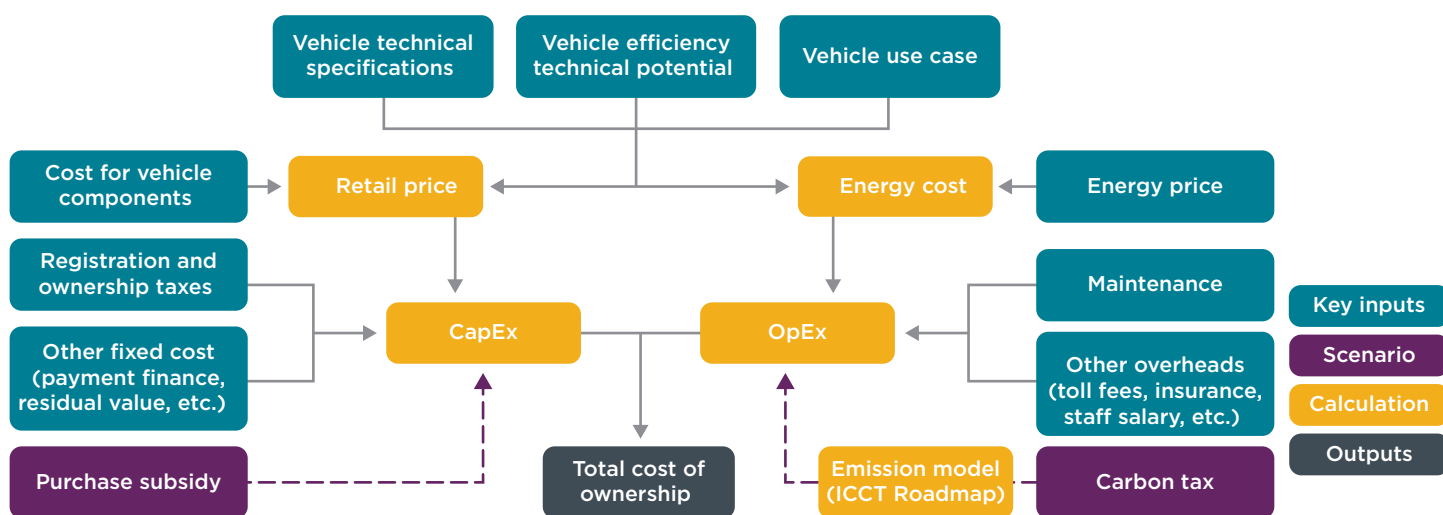 Vehicle technical
specifications
Vehicle efficiency
technical potential
Vehicle use case
Cost for vehicle
components
Retail price
Energy cost
Energy price
Registration and
ownership taxes
Maintenance
CapEx
OpEx
Other fixed cost
(payment finance,
residual value, etc.)
Other overheads
(toll fees, insurance,
staff salary, etc.)
Purchase subsidy
Total cost of
ownership
Emission model
(ICCT Roadmap)
Carbon tax
Key inputs
Scenario
Calculation
Outputs